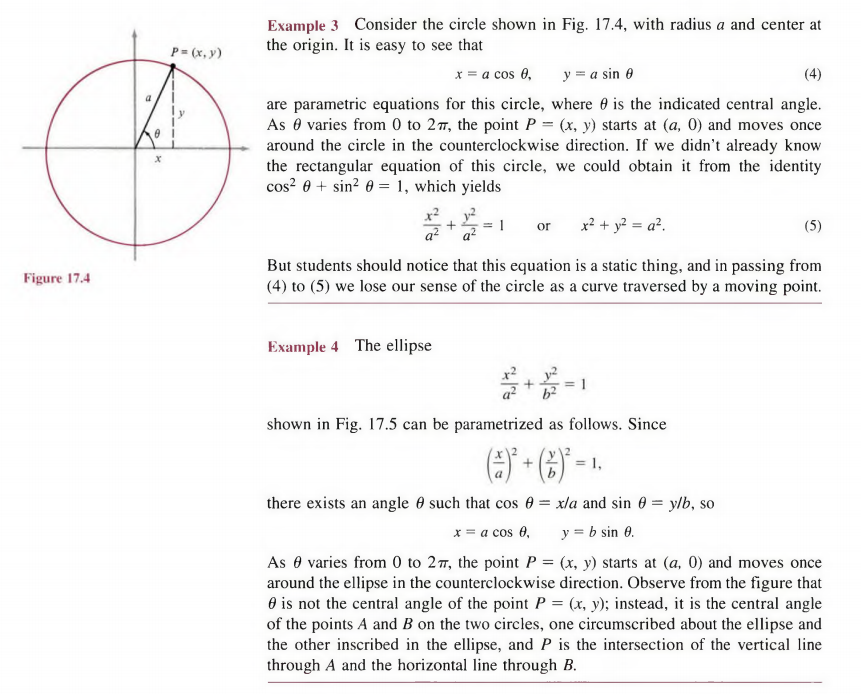 P = (x, y)
a
y
θ
x
Figure 17.4
Example 3 Consider the circle shown in Fig. 17.4, with radius a and center at
the origin. It is easy to see that
x = a cos θ, y = a sin θ (4)
are parametric equations for this circle, where θ is the indicated central angle.
As θ varies from 0 to 2π, the point P = (x, y) starts at (a, 0) and moves once
around the circle in the counterclockwise direction. If we didn't already know
the rectangular equation of this circle, we could obtain it from the identity
cos² θ + sin² θ = 1, which yields
x²/a² + y²/a² = 1 or x² + y² = a². (5)
But students should notice that this equation is a static thing, and in passing from
(4) to (5) we lose our sense of the circle as a curve traversed by a moving point.
Example 4 The ellipse
x²/a² + y²/b² = 1
shown in Fig. 17.5 can be parametrized as follows. Since
(x/a)² + (y/b)² = 1,
there exists an angle θ such that cos θ = x/a and sin θ = y/b, so
x = a cos θ, y = b sin θ.
As θ varies from 0 to 2π, the point P = (x, y) starts at (a, 0) and moves once
around the ellipse in the counterclockwise direction. Observe from the figure that
θ is not the central angle of the point P = (x, y); instead, it is the central angle
of the points A and B on the two circles, one circumscribed about the ellipse and
the other inscribed in the ellipse, and P is the intersection of the vertical line
through A and the horizontal line through B.